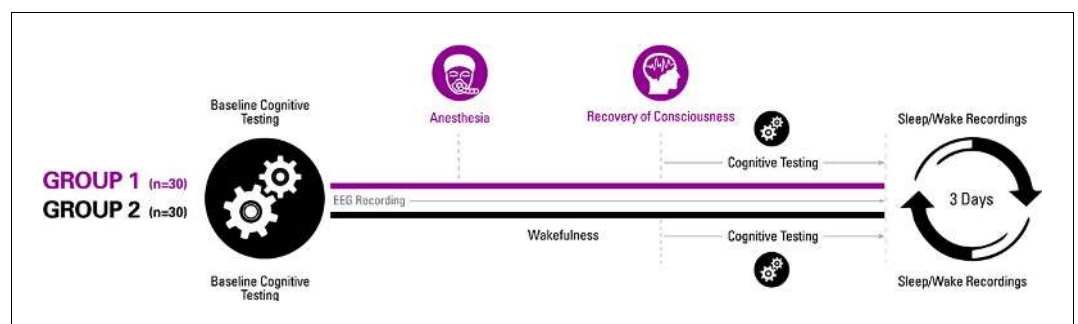 Baseline Cognitive
Testing
Anesthesia
Recovery of Consciousness
Sleep/Wake Recordings
Cognitive Testing
GROUP 1 (n=30)
EEG Recording
3 Days
GROUP 2 (n=30)
Wakefulness
Cognitive Testing
Baseline Cognitive
Testing
Sleep/Wake Recordings